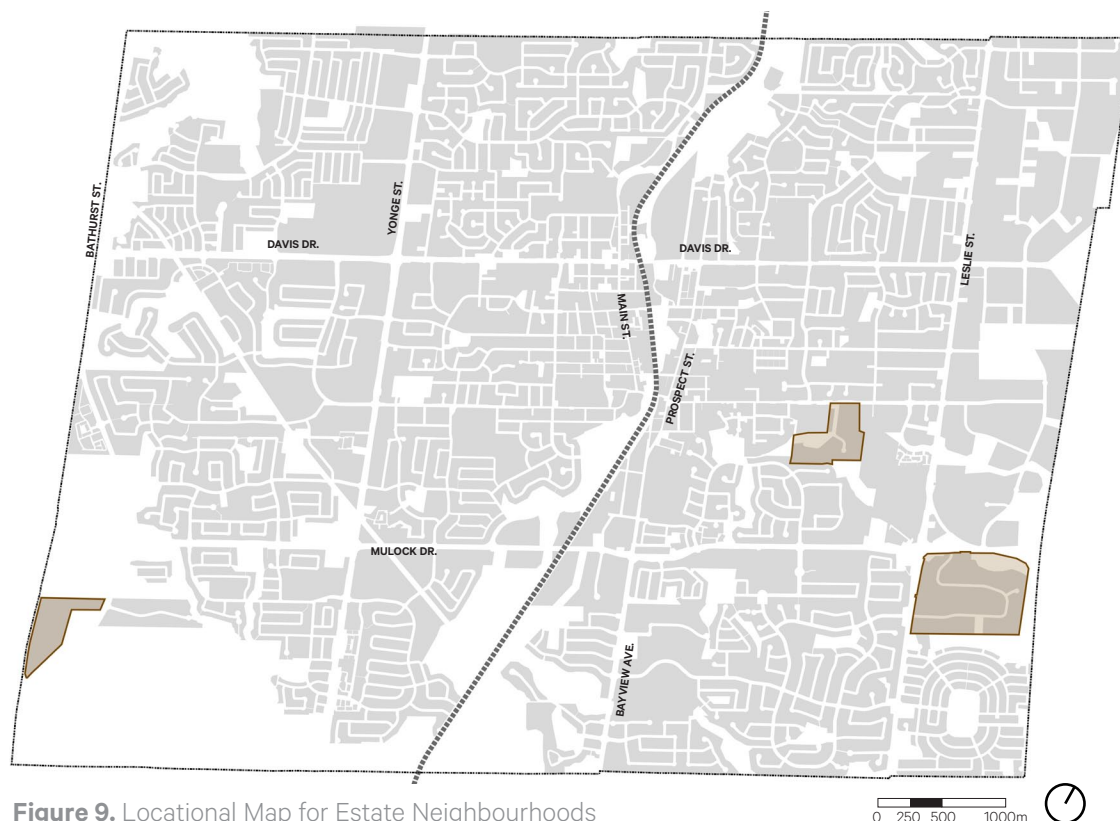 BATHURST ST.
YONGE ST.
DAVIS DR.
DAVIS DR.
LESLIE ST.
MAIN ST.
PROSPECT ST.
MULOCK DR.
BAYVIEW AVE.
Figure 9. Locational Map for Estate Neighbourhoods
0 250 500 1000m